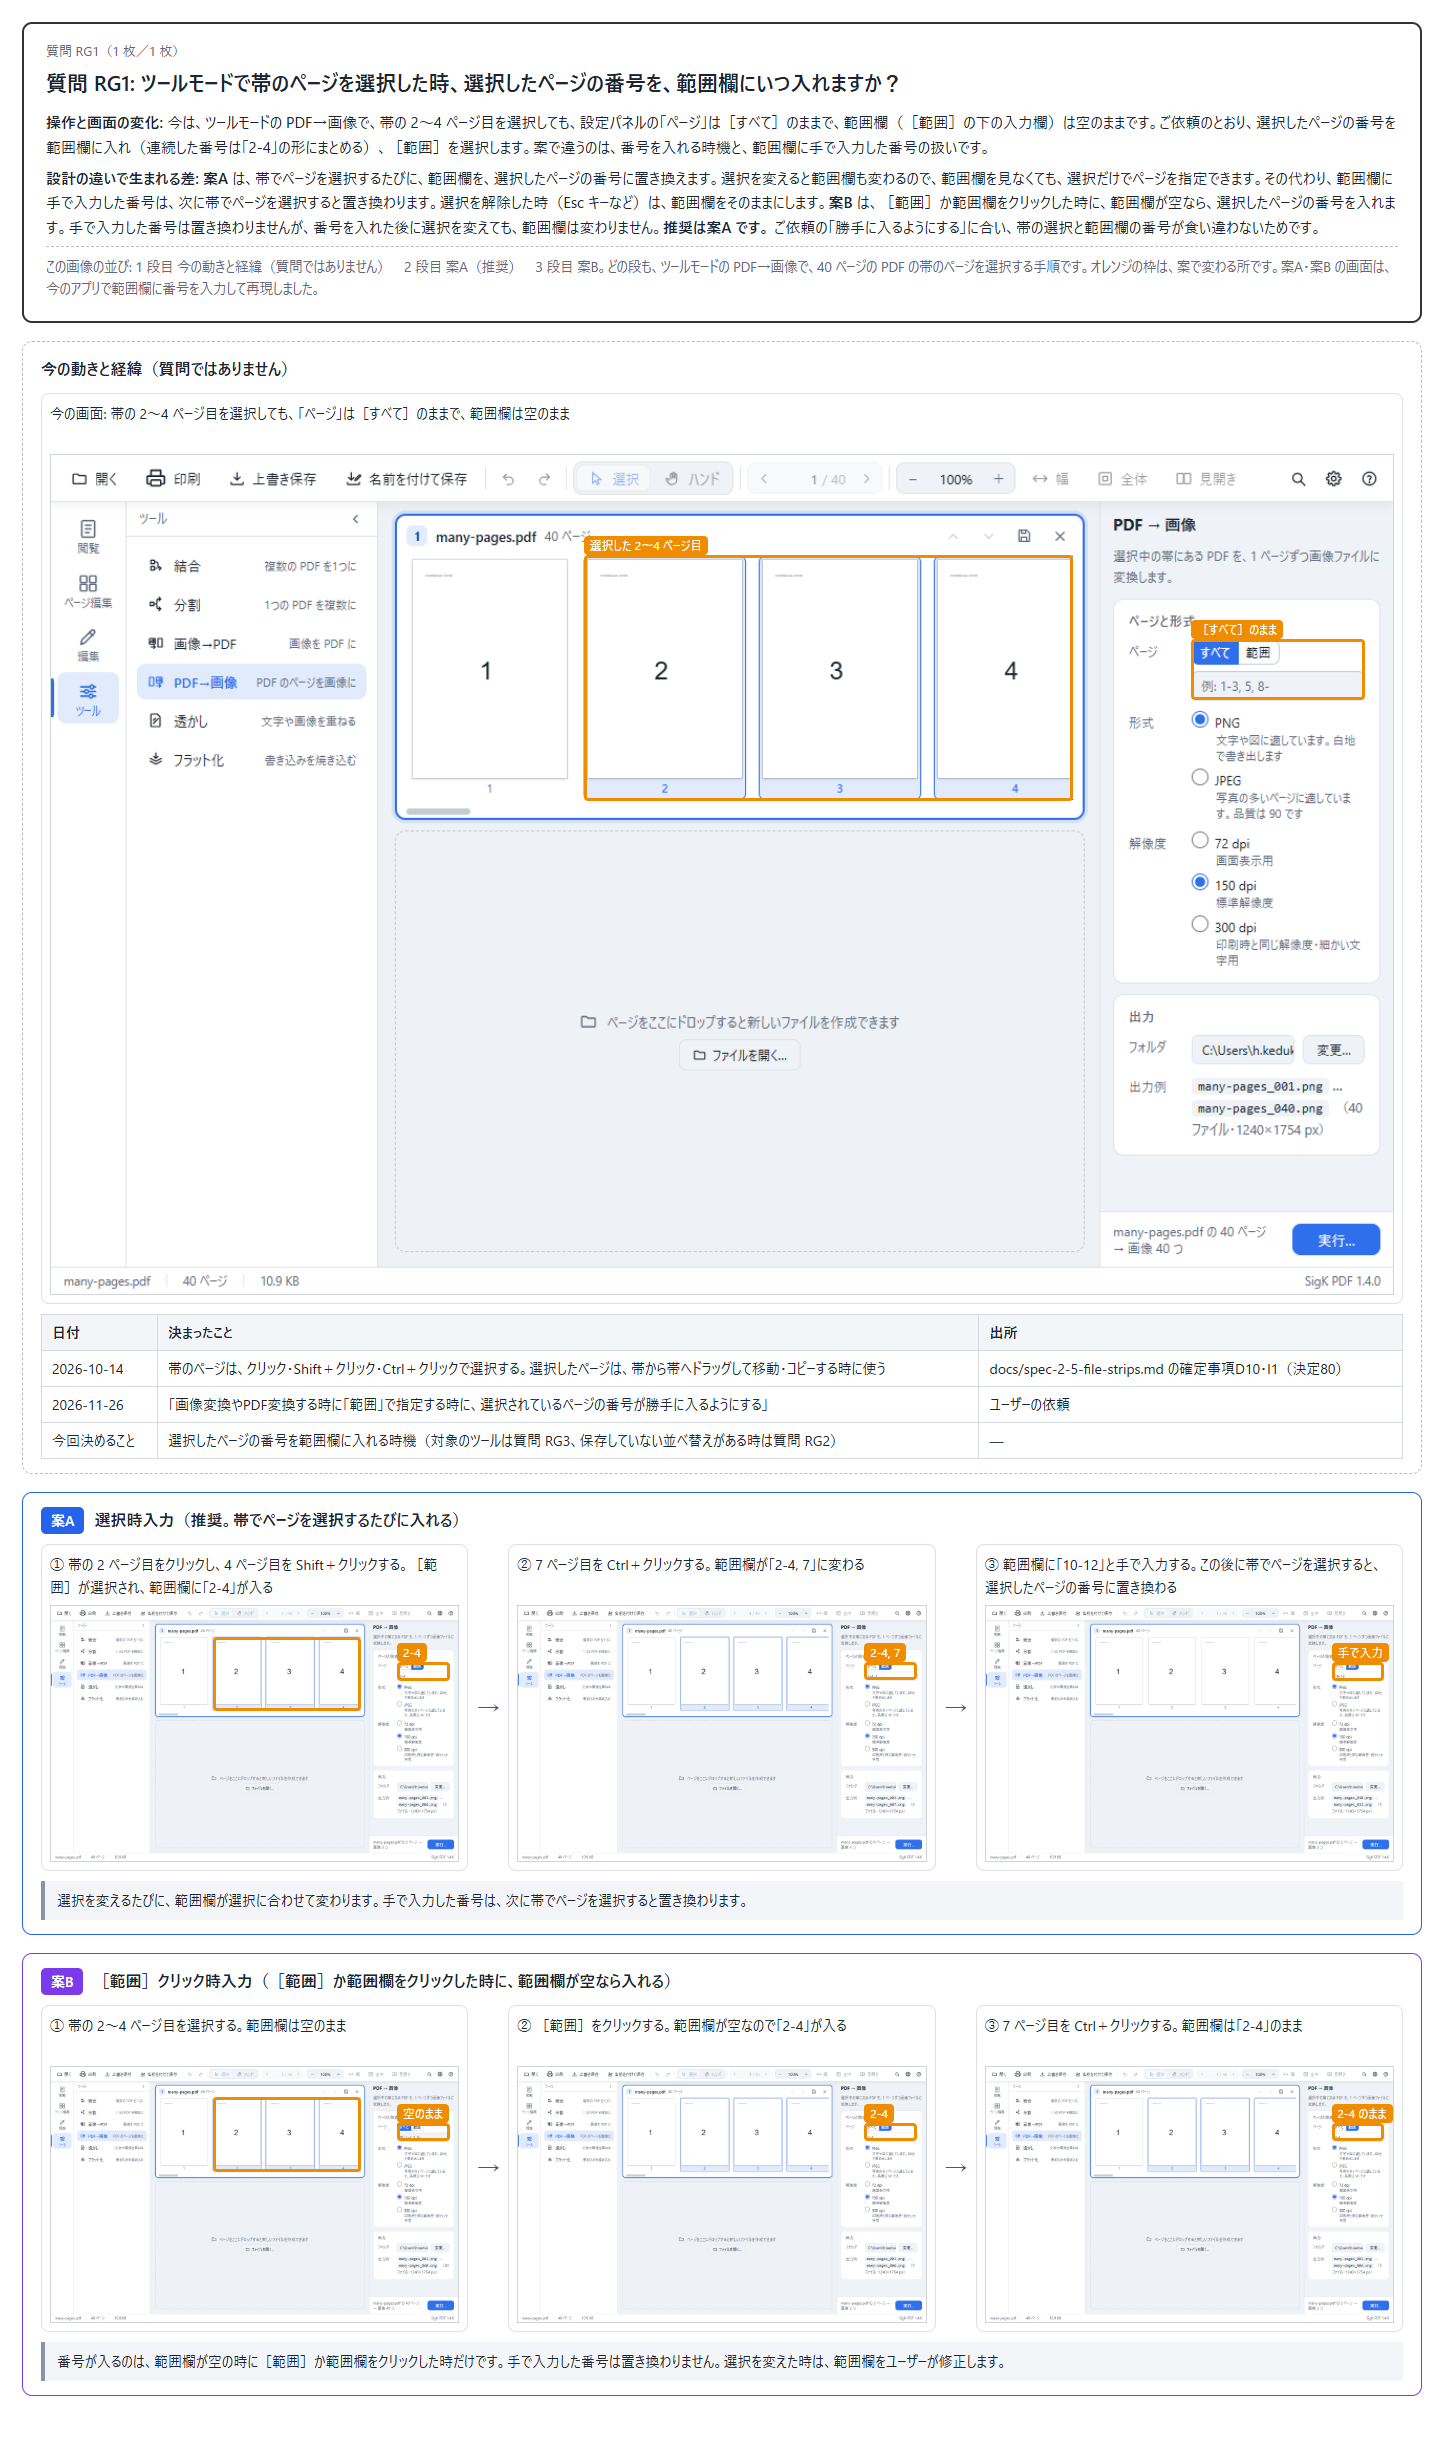 質問 RG1（1 枚／1 枚）
質問 RG1: ツールモードで帯のページを選択した時、選択したページの番号を、範囲欄にいつ入れますか？
操作と画面の変化: 今は、ツールモードの PDF→画像で、帯の 2〜4 ページ目を選択しても、設定パネルの「ページ」は［すべて］のままで、範囲欄（［範囲］の下の入力欄）は空のままです。ご依頼のとおり、選択したページの番号を
範囲欄に入れ（連続した番号は「2-4」の形にまとめる）、［範囲］を選択します。案で違うのは、番号を入れる時機と、範囲欄に手で入力した番号の扱いです。
設計の違いで生まれる差: 案A は、帯でページを選択するたびに、範囲欄を、選択したページの番号に置き換えます。選択を変えると範囲欄も変わるので、範囲欄を見なくても、選択だけでページを指定できます。その代わり、範囲欄に
手で入力した番号は、次に帯でページを選択すると置き換わります。選択を解除した時（Esc キーなど）は、範囲欄をそのままにします。案B は、［範囲］か範囲欄をクリックした時に、範囲欄が空なら、選択したページの番号を入れま
す。手で入力した番号は置き換わりませんが、番号を入れた後に選択を変えても、範囲欄は変わりません。推奨は案A です。ご依頼の「勝手に入るようにする」に合い、帯の選択と範囲欄の番号が食い違わないためです。
この画像の並び: 1 段目 今の動きと経緯（質問ではありません） 2 段目 案A（推奨） 3 段目 案B。どの段も、ツールモードの PDF→画像で、40 ページの PDF の帯のページを選択する手順です。オレンジの枠は、案で変わる所です。案A・案B の画面は、
今のアプリで範囲欄に番号を入力して再現しました。
今の動きと経緯（質問ではありません）
今の画面: 帯の 2〜4 ページ目を選択しても、「ページ」は［すべて］のままで、範囲欄は空のまま
開く 印刷 上書き保存 名前を付けて保存 選択 ハンド 1 / 40 − 100% + 幅 全体 見開き
閲覧
ページ編集
編集
ツール
ツール
結合 複数の PDF を1つに
分割 1つの PDF を複数に
画像→PDF 画像を PDF に
PDF→画像 PDF のページを画像に
透かし 文字や画像を重ねる
フラット化 書き込みを焼き込む
1 many-pages.pdf 40 ペー
選択した 2〜4 ページ目
1 2 3 4
1 2 3 4
ページをここにドロップすると新しいファイルを作成できます
ファイルを開く...
PDF → 画像
選択中の帯にある PDF を、1 ページずつ画像ファイルに
変換します。
ページと形式
［すべて］のまま
ページ すべて 範囲
例: 1-3, 5, 8-
形式 PNG
文字や図に適しています。白地
で書き出します
JPEG
写真の多いページに適していま
す。品質は 90 です
解像度 72 dpi
画面表示用
150 dpi
標準解像度
300 dpi
印刷時と同じ解像度・細かい文
字用
出力
フォルダ C:\Users\h.keduk 変更...
出力例 many-pages_001.png ...
many-pages_040.png （40
ファイル・1240×1754 px）
many-pages.pdf の 40 ページ
→ 画像 40 つ
実行...
many-pages.pdf 40 ページ 10.9 KB SigK PDF 1.4.0
日付 決まったこと 出所
2026-10-14 帯のページは、クリック・Shift＋クリック・Ctrl＋クリックで選択する。選択したページは、帯から帯へドラッグして移動・コピーする時に使う docs/spec-2-5-file-strips.md の確定事項D10・I1（決定80）
2026-11-26 「画像変換やPDF変換する時に「範囲」で指定する時に、選択されているページの番号が勝手に入るようにする」 ユーザーの依頼
今回決めること 選択したページの番号を範囲欄に入れる時機（対象のツールは質問 RG3、保存していない並べ替えがある時は質問 RG2） —
案A 選択時入力（推奨。帯でページを選択するたびに入れる）
① 帯の 2 ページ目をクリックし、4 ページ目を Shift＋クリックする。［範
囲］が選択され、範囲欄に「2-4」が入る
2-4
→
② 7 ページ目を Ctrl＋クリックする。範囲欄が「2-4, 7」に変わる
2-4, 7
→
③ 範囲欄に「10-12」と手で入力する。この後に帯でページを選択すると、
選択したページの番号に置き換わる
手で入力
選択を変えるたびに、範囲欄が選択に合わせて変わります。手で入力した番号は、次に帯でページを選択すると置き換わります。
案B ［範囲］クリック時入力（［範囲］か範囲欄をクリックした時に、範囲欄が空なら入れる）
① 帯の 2〜4 ページ目を選択する。範囲欄は空のまま
空のまま
→
② ［範囲］をクリックする。範囲欄が空なので「2-4」が入る
2-4
→
③ 7 ページ目を Ctrl＋クリックする。範囲欄は「2-4」のまま
2-4 のまま
番号が入るのは、範囲欄が空の時に［範囲］か範囲欄をクリックした時だけです。手で入力した番号は置き換わりません。選択を変えた時は、範囲欄をユーザーが修正します。